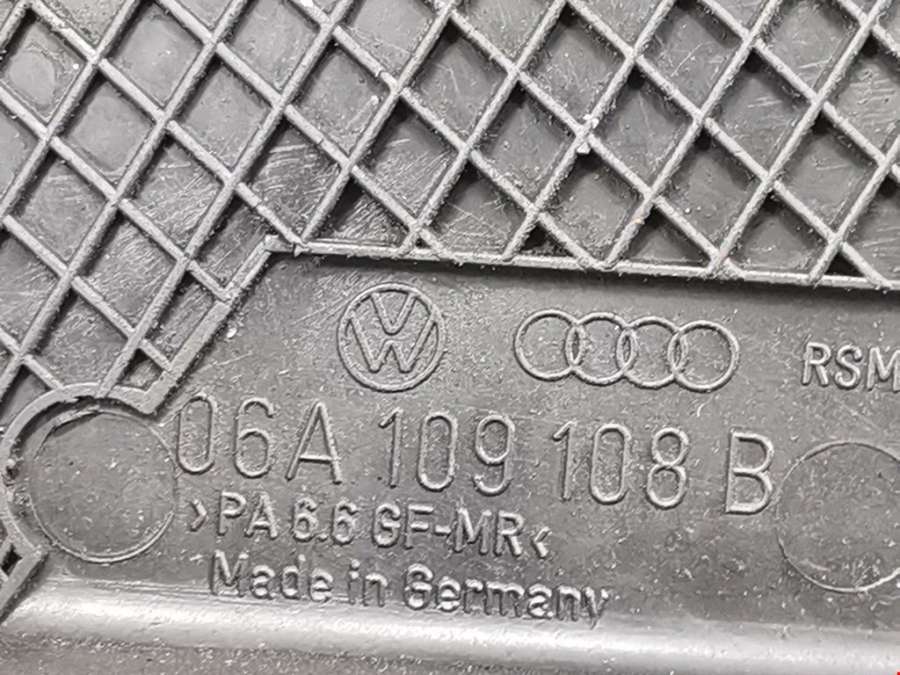 RSM
06A 109 108 B
>PA 6.6 GF-MR<
Made in Germany